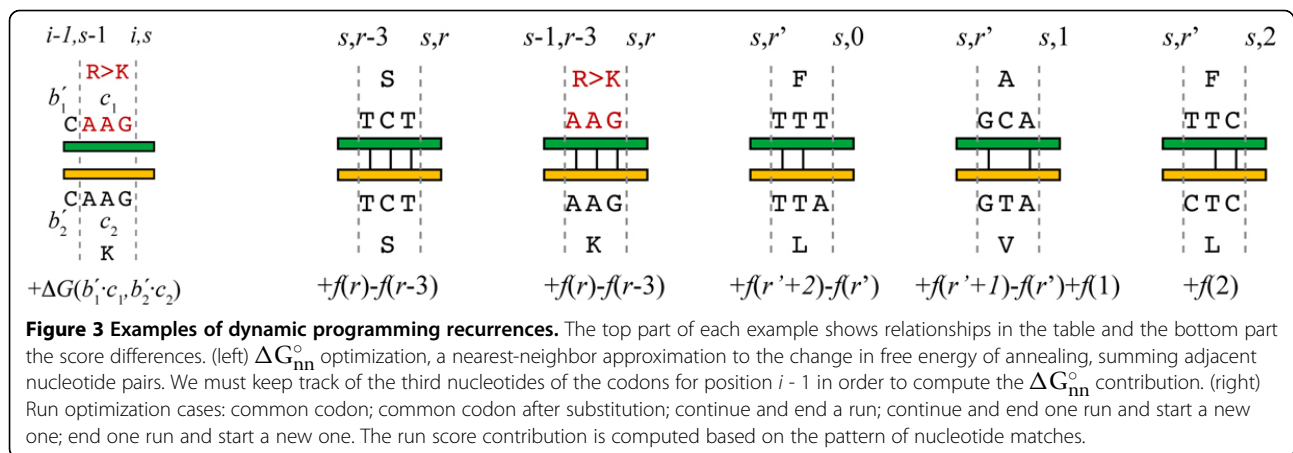 i-1,s-1 i,s s,r-3 s,r s-1,r-3 s,r s,r' s,0 s,r' s,1 s,r' s,2
R>K S R>K F A F
b′₁ c₁
CAAG TCT AAG TTT GCA TTC
CAAG TCT AAG TTA GTA CTC
b′₂ c₂
K S K L V L
+ΔG(b′₁·c₁,b′₂·c₂) +f(r)-f(r-3) +f(r)-f(r-3) +f(r'+2)-f(r') +f(r'+1)-f(r')+f(1) +f(2)
Figure 3 Examples of dynamic programming recurrences. The top part of each example shows relationships in the table and the bottom part
the score differences. (left) ΔG°nn optimization, a nearest-neighbor approximation to the change in free energy of annealing, summing adjacent
nucleotide pairs. We must keep track of the third nucleotides of the codons for position i - 1 in order to compute the ΔG°nn contribution. (right)
Run optimization cases: common codon; common codon after substitution; continue and end a run; continue and end one run and start a new
one; end one run and start a new one. The run score contribution is computed based on the pattern of nucleotide matches.